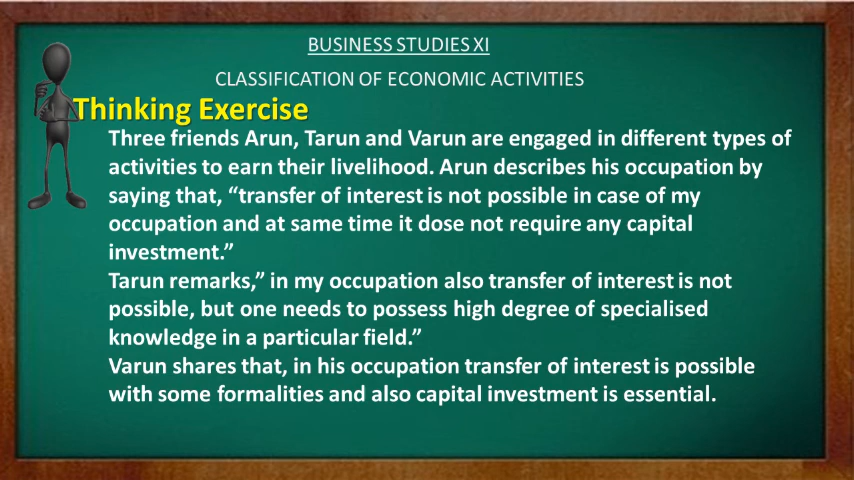 BUSINESS STUDIES XI
CLASSIFICATION OF ECONOMIC ACTIVITIES
Thinking Exercise
Three friends Arun, Tarun and Varun are engaged in different types of
activities to earn their livelihood. Arun describes his occupation by
saying that, “transfer of interest is not possible in case of my
occupation and at same time it dose not require any capital
investment.”
Tarun remarks,” in my occupation also transfer of interest is not
possible, but one needs to possess high degree of specialised
knowledge in a particular field.”
Varun shares that, in his occupation transfer of interest is possible
with some formalities and also capital investment is essential.